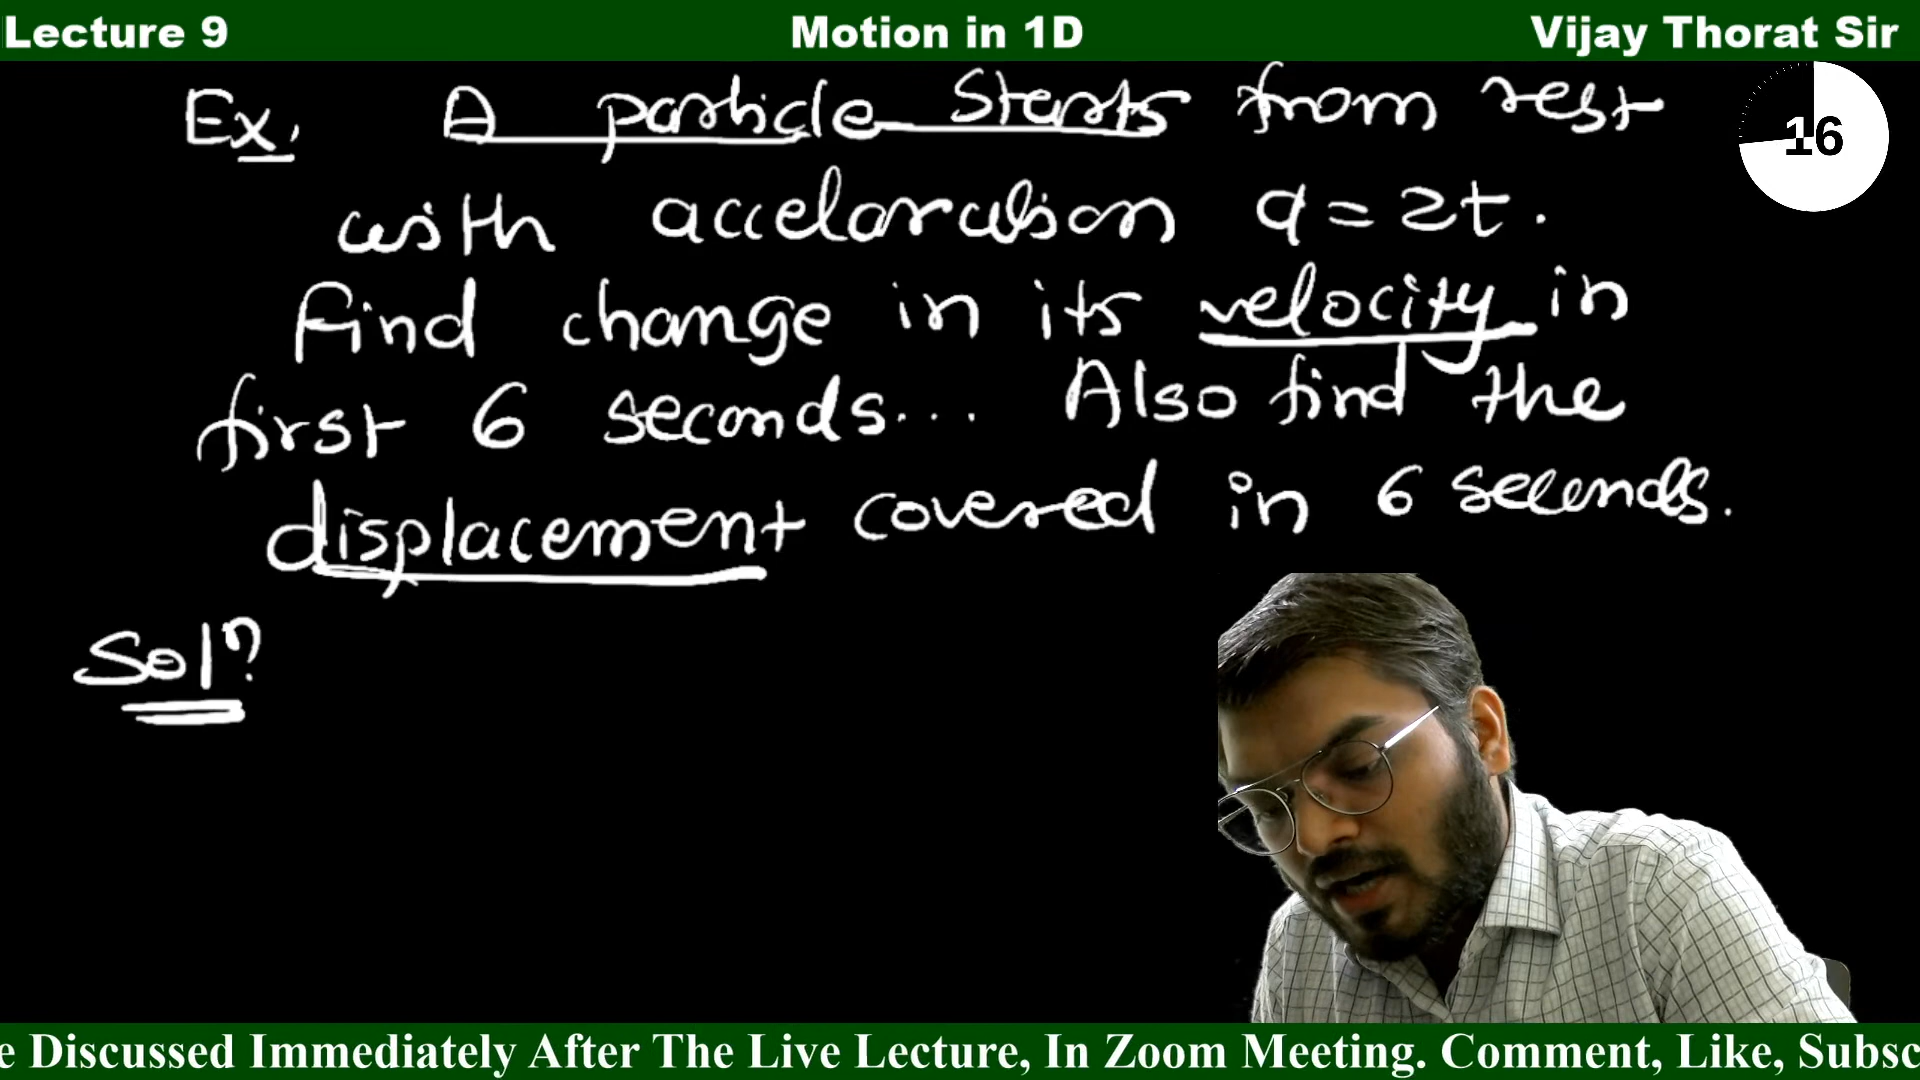 Lecture 9 Motion in 1D Vijay Thorat Sir
16
Ex. A particle starts from rest
with acceleration a = 2t.
Find change in its velocity in
first 6 seconds... Also find the
displacement covered in 6 seconds.
Solⁿ
e Discussed Immediately After The Live Lecture, In Zoom Meeting. Comment, Like, Subsc